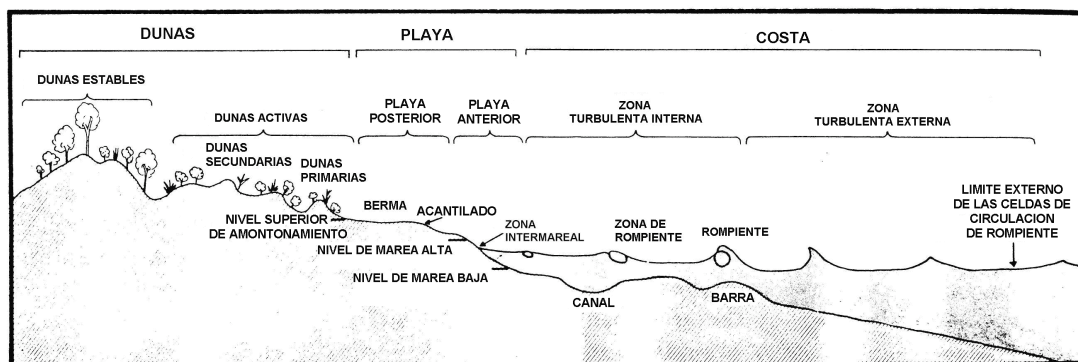 DUNAS
PLAYA
COSTA
DUNAS ESTABLES
DUNAS ACTIVAS
PLAYA
POSTERIOR
PLAYA
ANTERIOR
ZONA
TURBULENTA INTERNA
ZONA
TURBULENTA EXTERNA
DUNAS
SECUNDARIAS
DUNAS
PRIMARIAS
NIVEL SUPERIOR
DE AMONTONAMIENTO
BERMA
ACANTILADO
NIVEL DE MAREA ALTA
ZONA
INTERMAREAL
NIVEL DE MAREA BAJA
ZONA DE
ROMPIENTE
ROMPIENTE
LIMITE EXTERNO
DE LAS CELDAS DE
CIRCULACION
DE ROMPIENTE
CANAL
BARRA